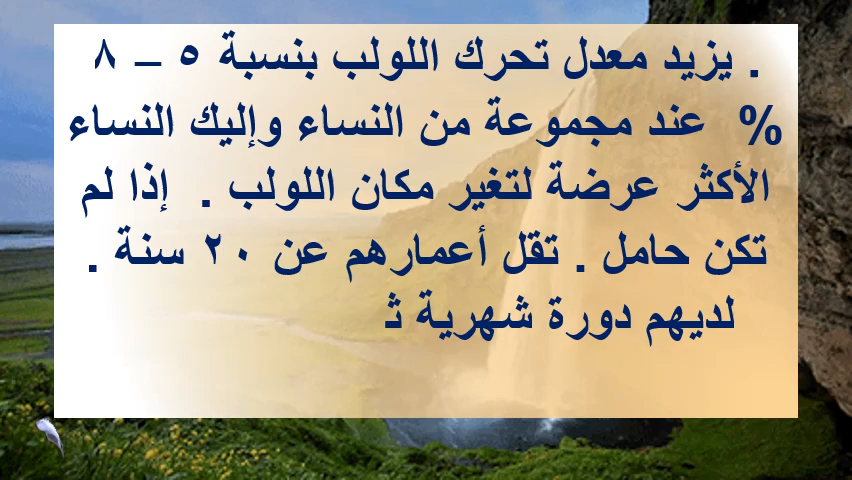 . يزيد معدل تحرك اللولب بنسبة ٥ – ٨
% عند مجموعة من النساء وإليك النساء
الأكثر عرضة لتغير مكان اللولب . إذا لم
تكن حامل . تقل أعمارهم عن ٢٠ سنة .
لديهم دورة شهرية ثـ